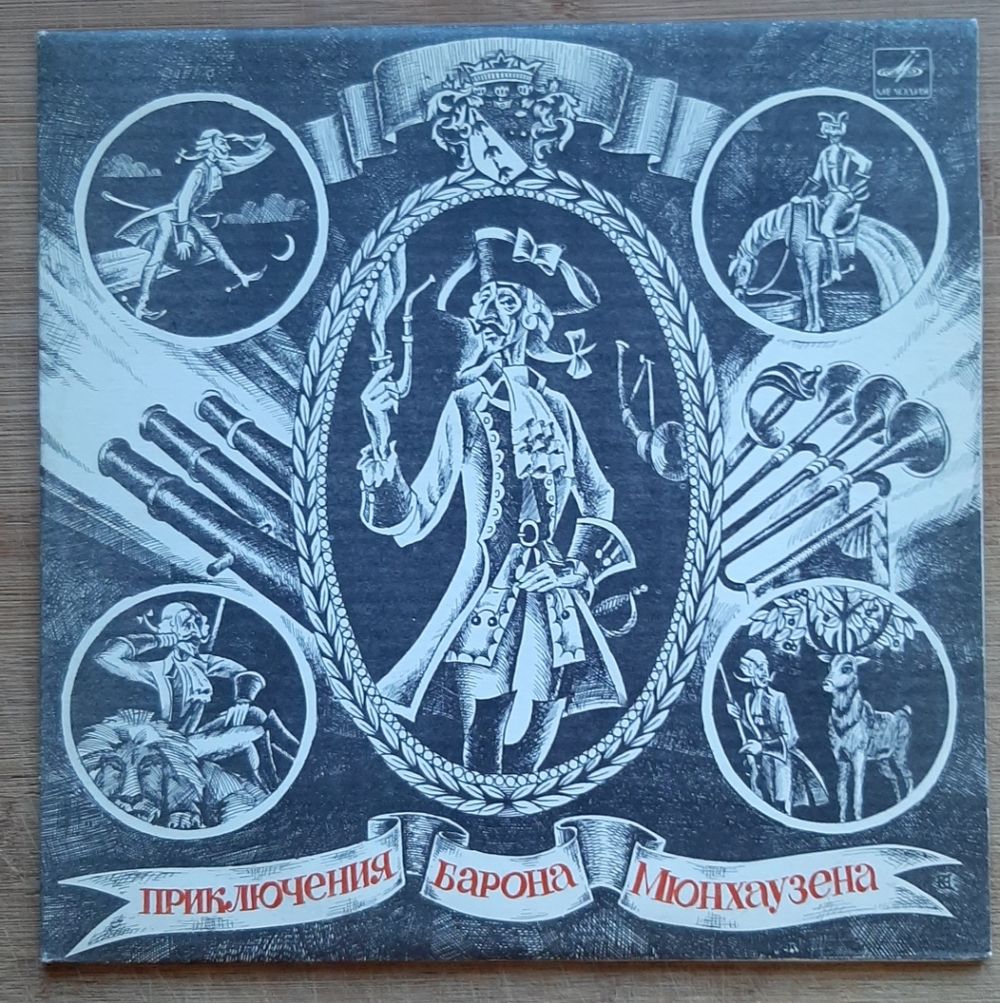 МЕЛОДИЯ
ПРИКЛЮЧЕНИЯ БАРОНА МЮНХАУЗЕНА